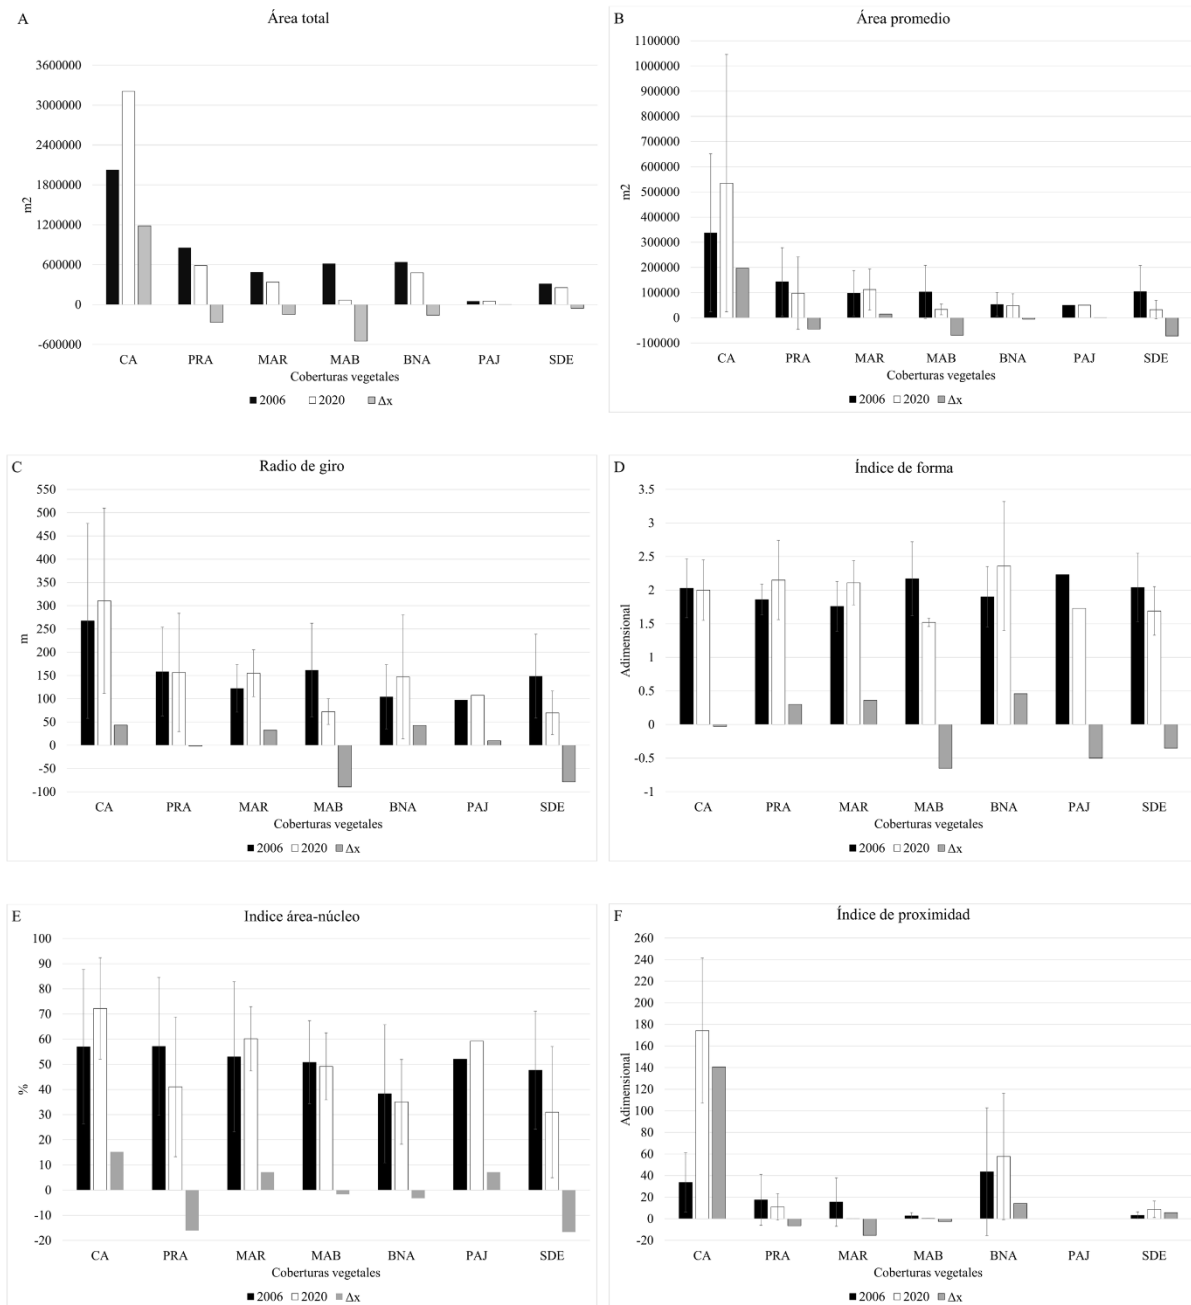 A
Área total
3600000
3000000
2400000
1800000
1200000
600000
0
-600000
m2
CA PRA MAR MAB BNA PAJ SDE
Coberturas vegetales
2006 2020 Δx
B
Área promedio
1100000
1000000
900000
800000
700000
600000
500000
400000
300000
200000
100000
0
-100000
m2
CA PRA MAR MAB BNA PAJ SDE
Coberturas vegetales
2006 2020 Δx
C
Radio de giro
550
500
450
400
350
300
250
200
150
100
50
0
-50
-100
m
CA PRA MAR MAB BNA PAJ SDE
Coberturas vegetales
2006 2020 Δx
D
Índice de forma
3.5
3
2.5
2
1.5
1
0.5
0
-0.5
-1
Adimensional
CA PRA MAR MAB BNA PAJ SDE
Coberturas vegetales
2006 2020 Δx
E
Indice área-núcleo
100
90
80
70
60
50
40
30
20
10
0
-10
-20
%
CA PRA MAR MAB BNA PAJ SDE
Coberturas vegetales
2006 2020 Δx
F
Índice de proximidad
260
240
220
200
180
160
140
120
100
80
60
40
20
0
-20
Adimensional
CA PRA MAR MAB BNA PAJ SDE
Coberturas vegetales
2006 2020 Δx